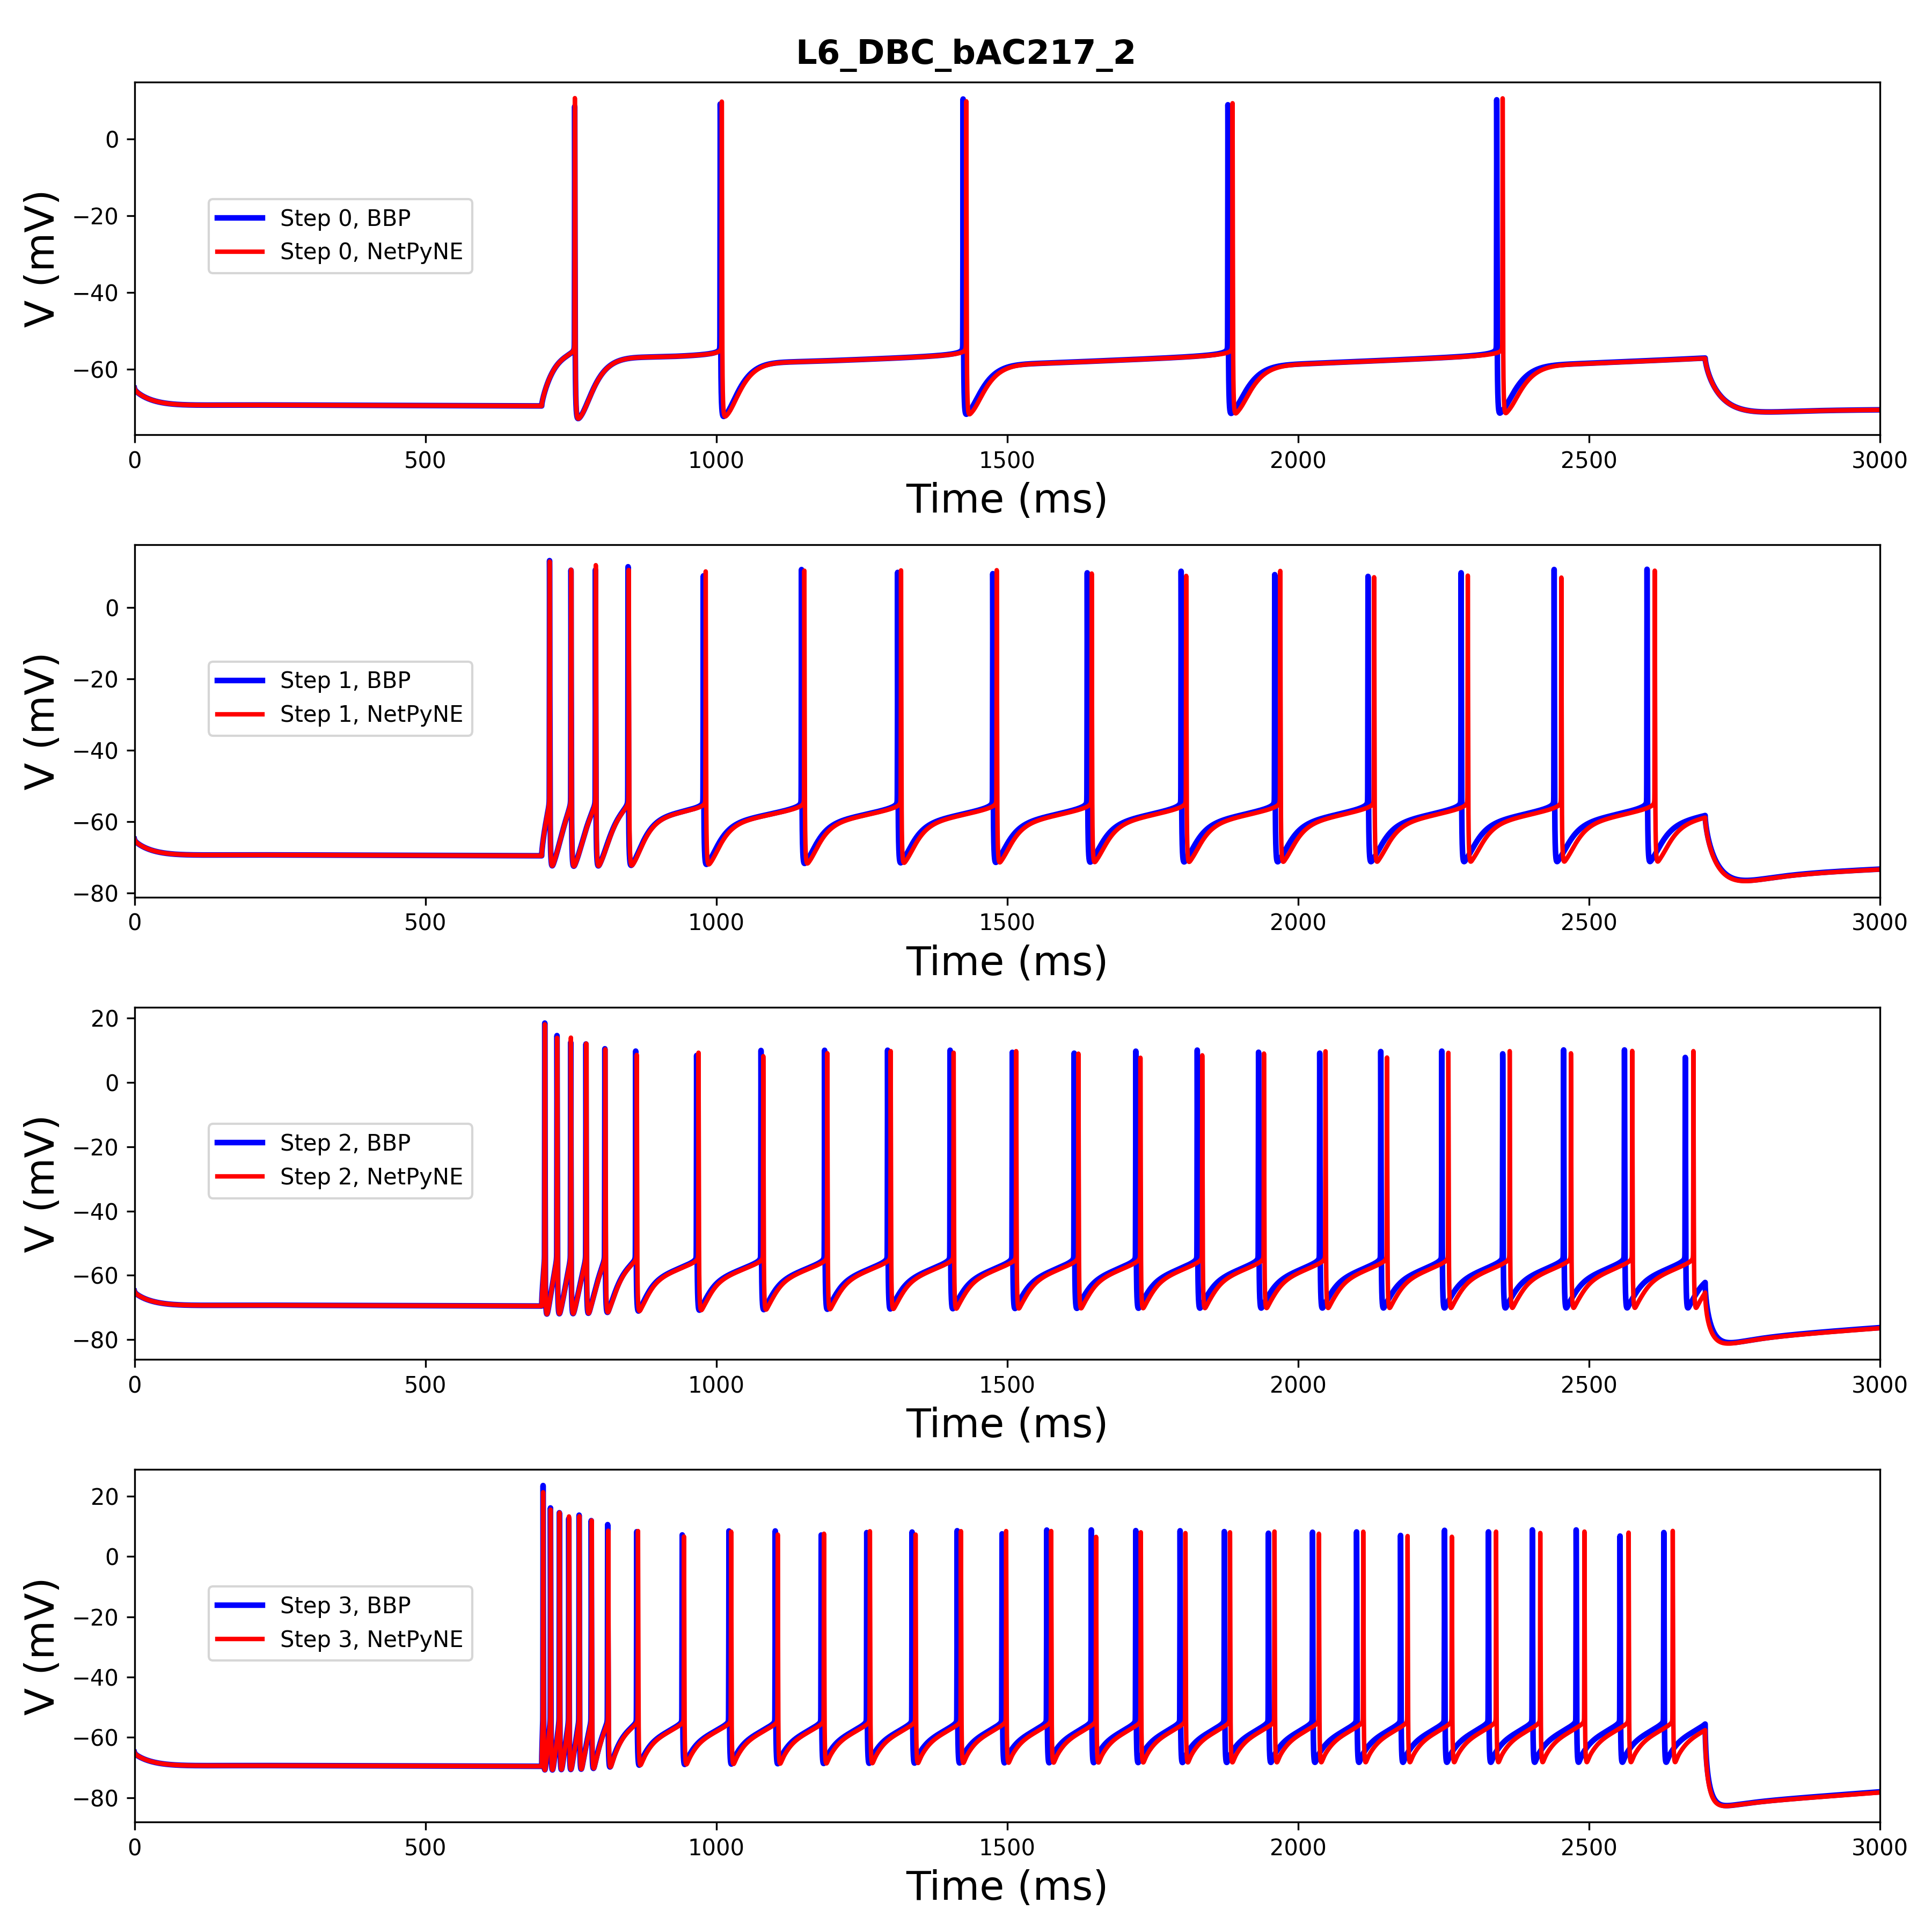 L6_DBC_bAC217_2
0
−20
−40
−60
V (mV)
Step 0, BBP
Step 0, NetPyNE
0 500 1000 1500 2000 2500 3000
Time (ms)
0
−20
−40
−60
−80
V (mV)
Step 1, BBP
Step 1, NetPyNE
0 500 1000 1500 2000 2500 3000
Time (ms)
20
0
−20
−40
−60
−80
V (mV)
Step 2, BBP
Step 2, NetPyNE
0 500 1000 1500 2000 2500 3000
Time (ms)
20
0
−20
−40
−60
−80
V (mV)
Step 3, BBP
Step 3, NetPyNE
0 500 1000 1500 2000 2500 3000
Time (ms)